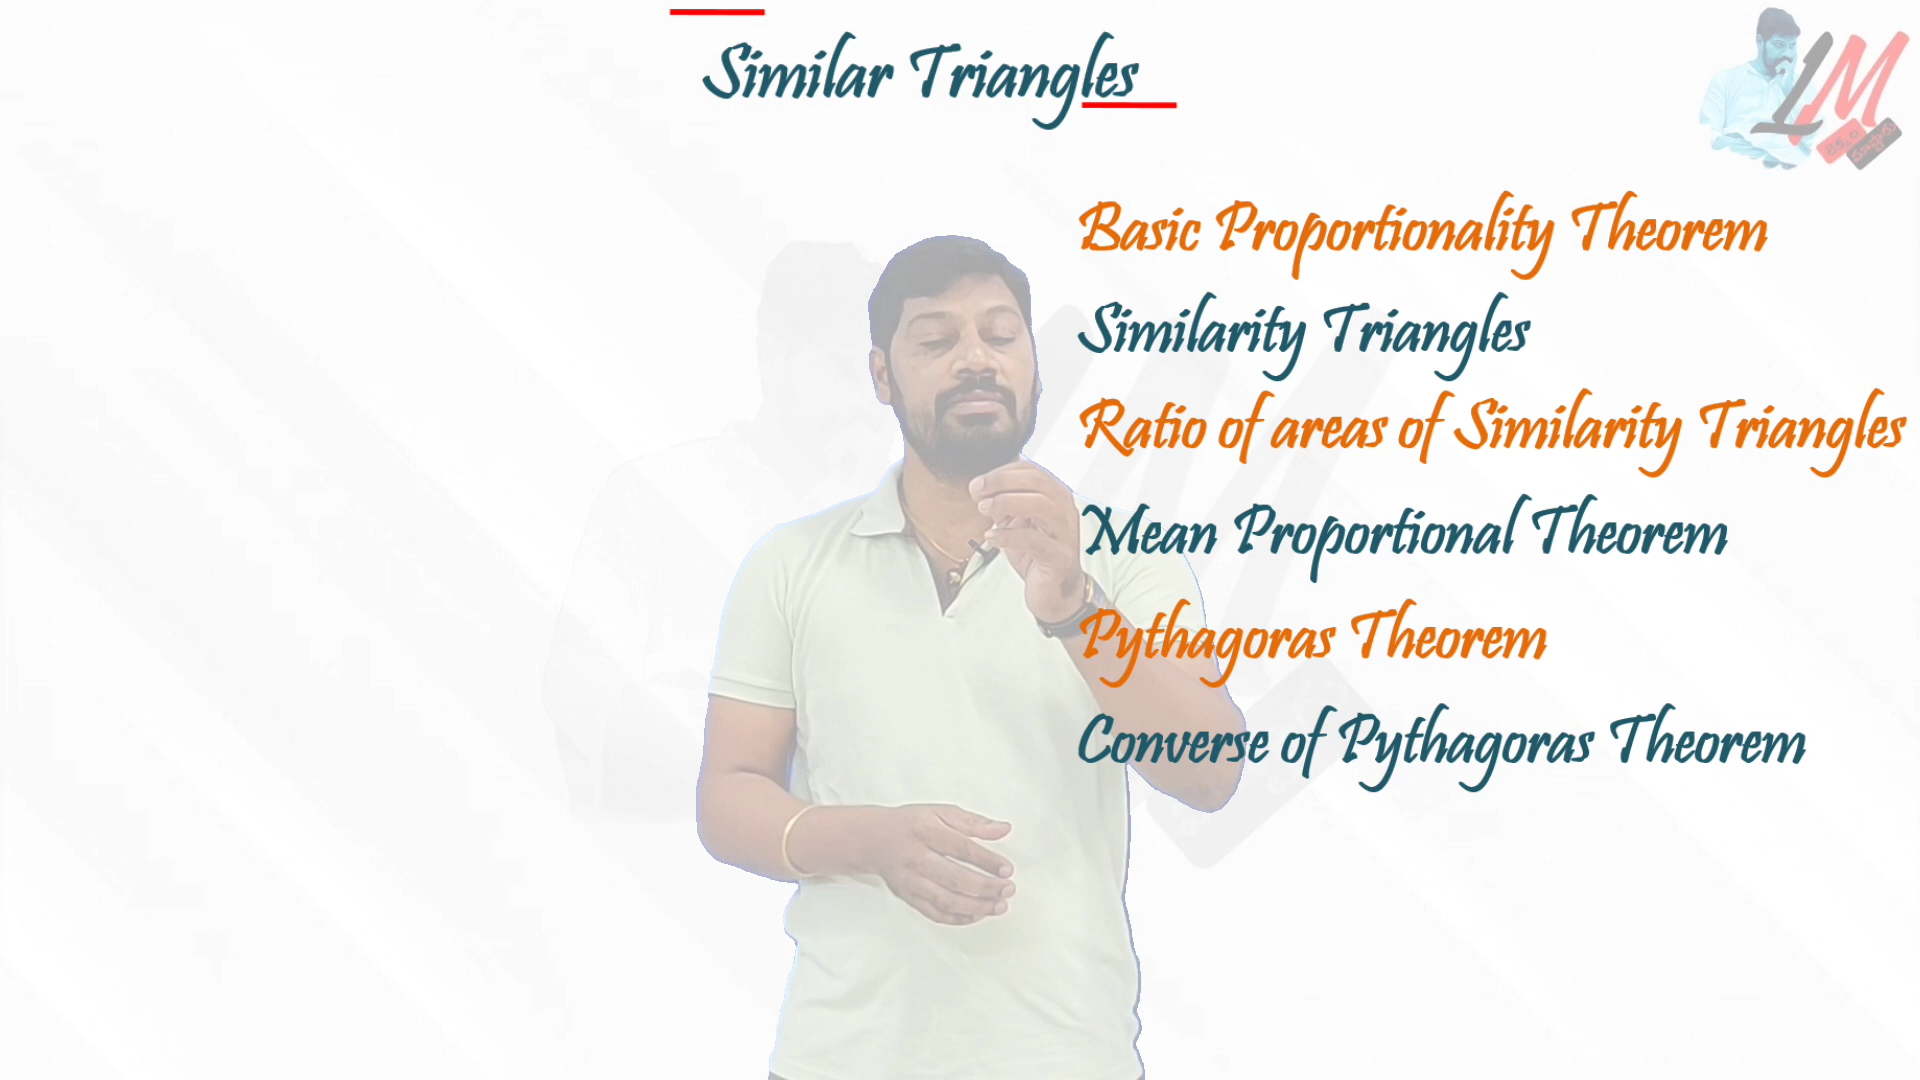 Similar Triangles
LM
Basic Proportionality Theorem
Similarity Triangles
Ratio of areas of Similarity Triangles
Mean Proportional Theorem
Pythagoras Theorem
Converse of Pythagoras Theorem